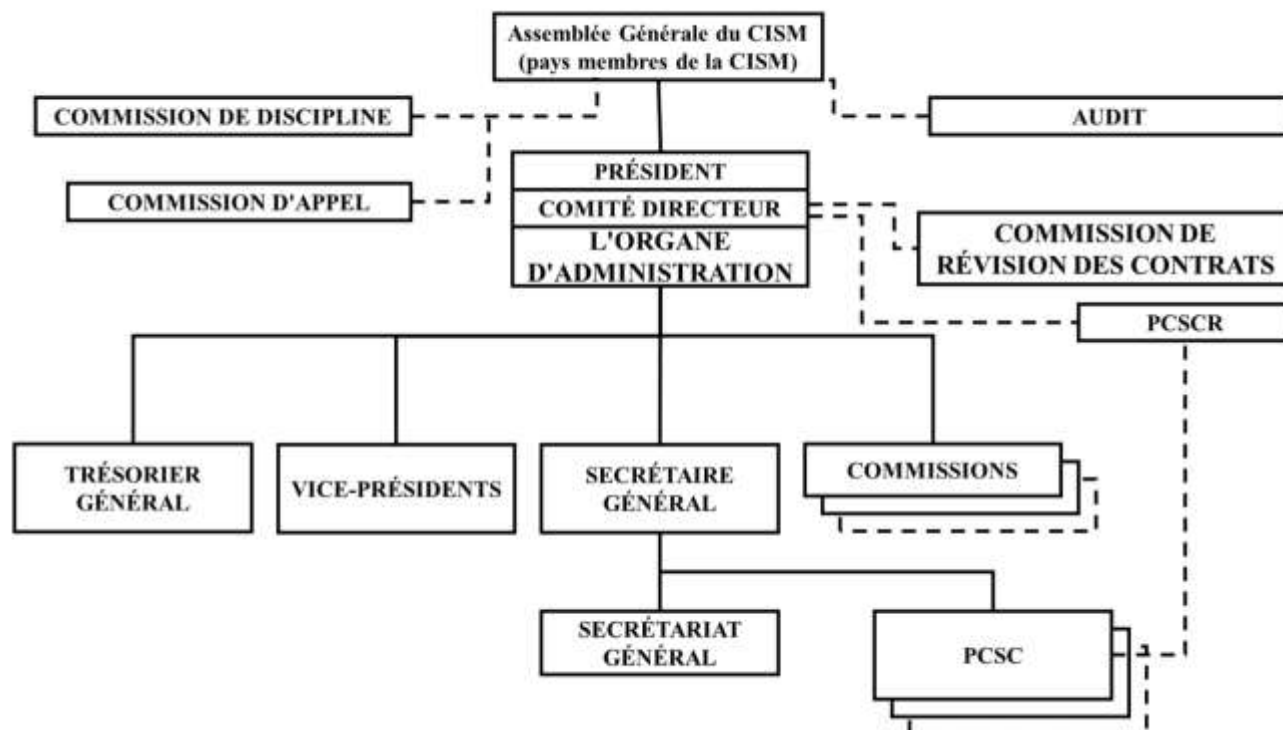 Assemblée Générale du CISM
(pays membres de la CISM)
COMMISSION DE DISCIPLINE
AUDIT
PRÉSIDENT
COMMISSION D'APPEL
COMITÉ DIRECTEUR
L'ORGANE
D'ADMINISTRATION
COMMISSION DE
RÉVISION DES CONTRATS
PCSCR
TRÉSORIER
GÉNÉRAL
VICE-PRÉSIDENTS
SECRÉTAIRE
GÉNÉRAL
COMMISSIONS
SECRÉTARIAT
GÉNÉRAL
PCSC